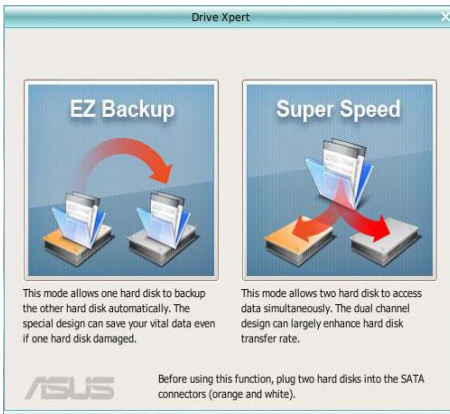 Drive Xpert
EZ Backup
This mode allows one hard disk to backup
the other hard disk automatically. The
special design can save your vital data even
if one hard disk damaged.
Super Speed
This mode allows two hard disk to access
data simultaneously. The dual channel
design can largely enhance hard disk
transfer rate.
ASUS
Before using this function, plug two hard disks into the SATA
connectors (orange and white).